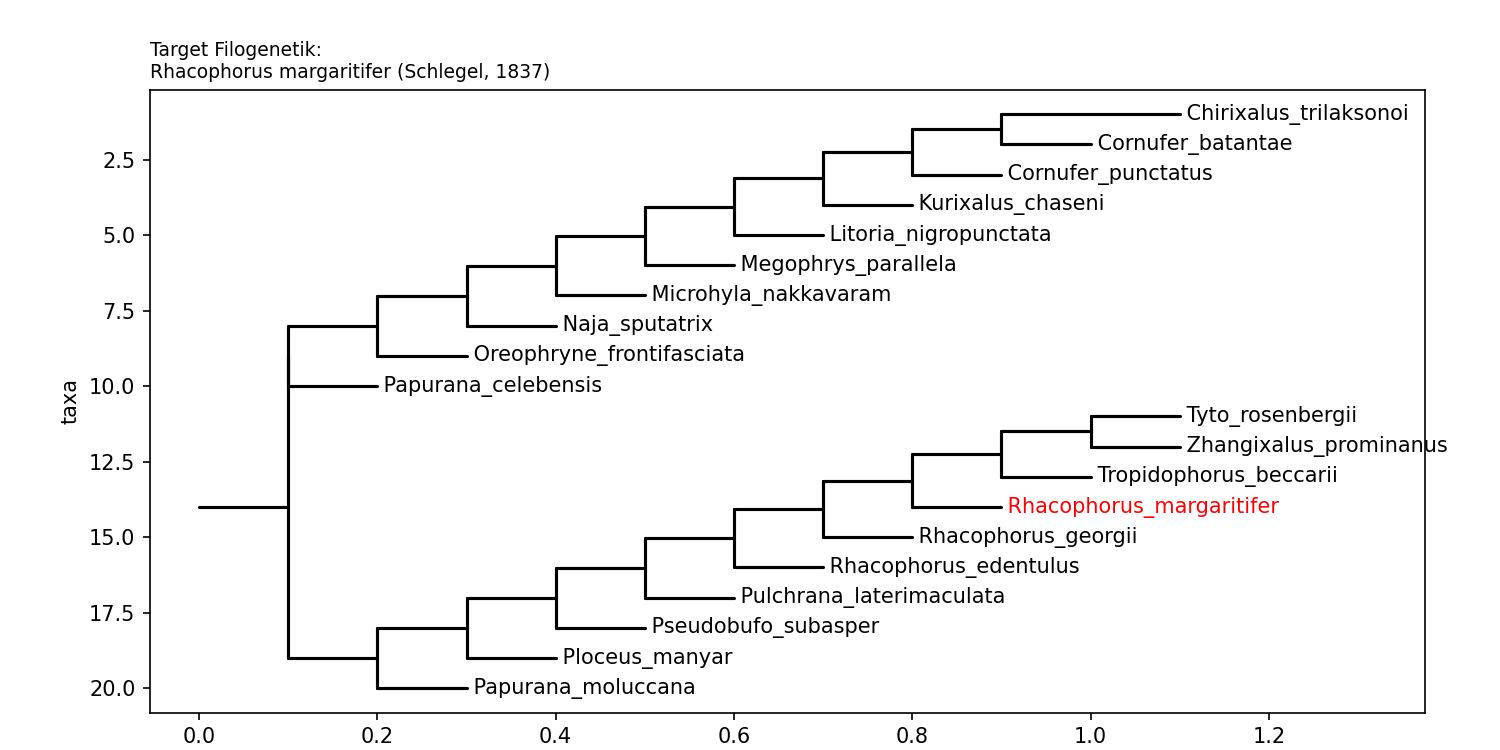 Target Filogenetik:
Rhacophorus margaritifer (Schlegel, 1837)
Chirixalus_trilaksonoi
Cornufer_batantae
2.5
Cornufer_punctatus
Kurixalus_chaseni
5.0
Litoria_nigropunctata
Megophrys_parallela
Microhyla_nakkavaram
7.5
Naja_sputatrix
Oreophryne_frontifasciata
10.0
Papurana_celebensis
taxa
Tyto_rosenbergii
Zhangixalus_prominanus
12.5
Tropidophorus_beccarii
Rhacophorus_margaritifer
15.0
Rhacophorus_georgii
Rhacophorus_edentulus
Pulchrana_laterimaculata
17.5
Pseudobufo_subasper
Ploceus_manyar
20.0
Papurana_moluccana
0.0 0.2 0.4 0.6 0.8 1.0 1.2